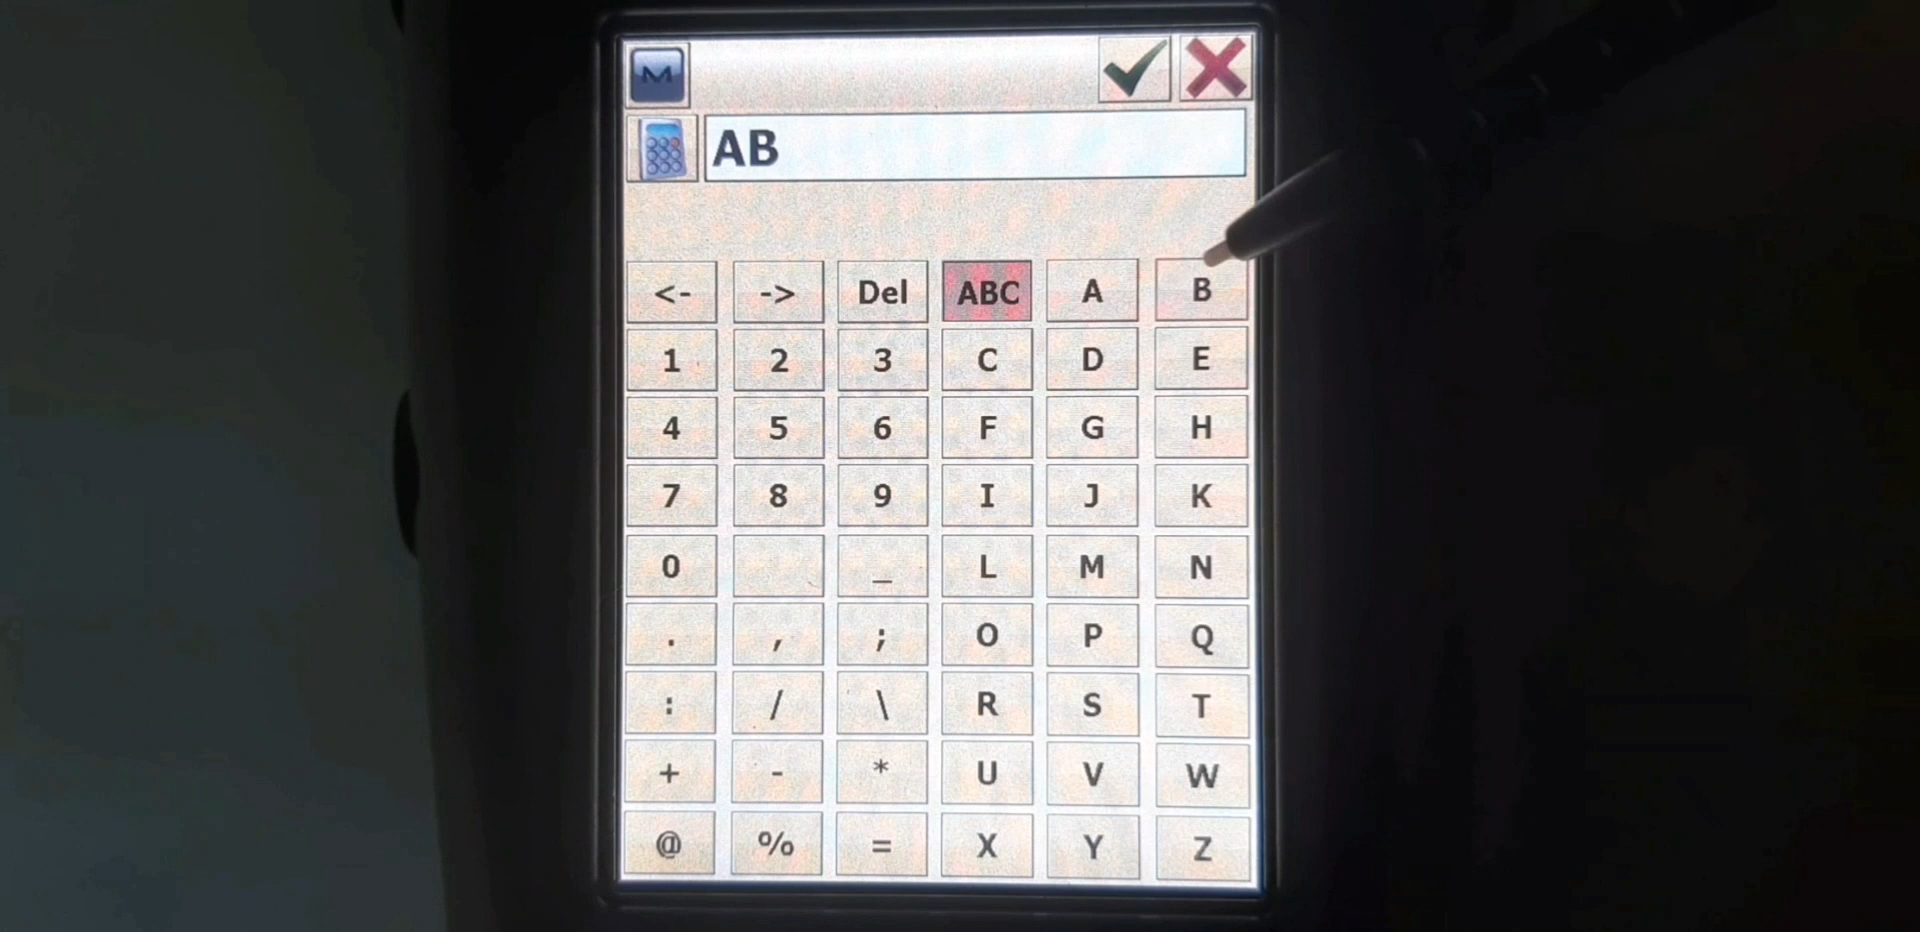 M
AB
<- -> Del ABC A B
1 2 3 C D E
4 5 6 F G H
7 8 9 I J K
0 _ L M N
. , ; O P Q
: / \ R S T
+ - * U V W
@ % = X Y Z